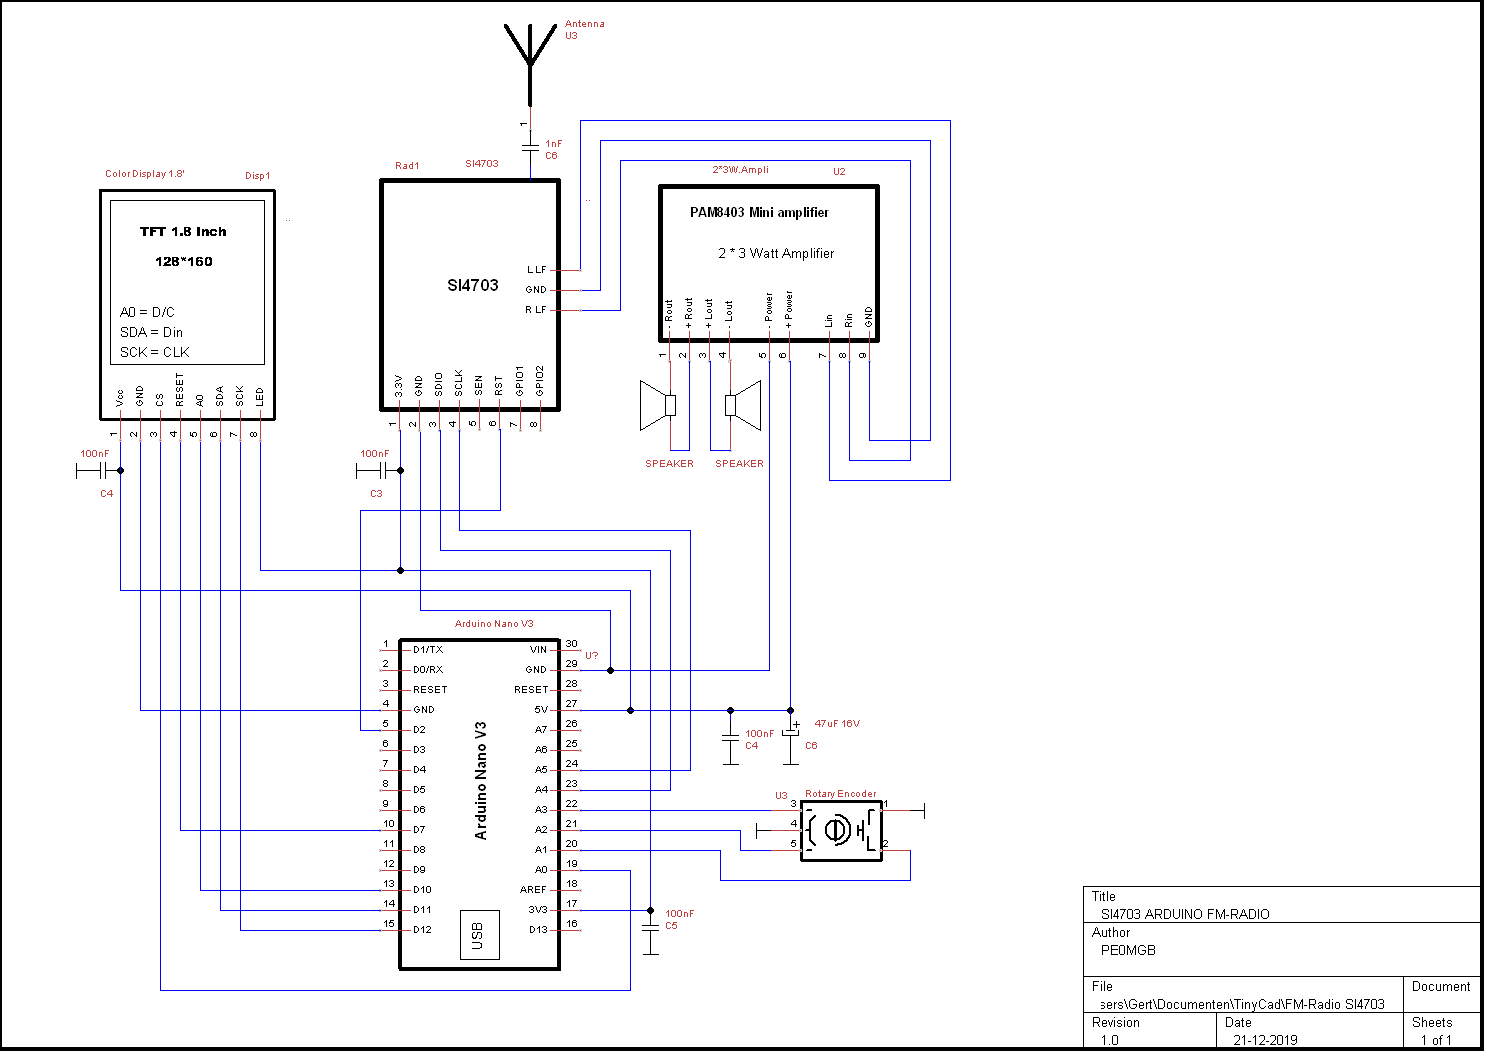 Antenna
U3
1
1nF
C6
Color Display 1.8'
Disp1
TFT 1.8 Inch
128*160
A0 = D/C
SDA = Din
SCK = CLK
Vcc
GND
CS
RESET
A0
SDA
SCK
LED
1
2
3
4
5
6
7
8
100nF
C4
Rad1
SI4703
SI4703
L LF
GND
R LF
3.3V
GND
SDIO
SCLK
SEN
RST
GPIO1
GPIO2
1
2
3
4
5
6
7
8
100nF
C3
2*3W.Ampli
U2
PAM8403 Mini amplifier
2 * 3 Watt Amplifier
- Rout
+ Rout
+ Lout
- Lout
- Power
+ Power
Lin
Rin
GND
1
2
3
4
5
6
7
8
9
SPEAKER
SPEAKER
Arduino Nano V3
U?
1 D1/TX
2 D0/RX
3 RESET
4 GND
5 D2
6 D3
7 D4
8 D5
9 D6
10 D7
11 D8
12 D9
13 D10
14 D11
15 D12
Arduino Nano V3
USB
VIN 30
GND 29
RESET 28
5V 27
A7 26
A6 25
A5 24
A4 23
A3 22
A2 21
A1 20
A0 19
AREF 18
3V3 17
D13 16
100nF
C4
+
47uF 16V
C6
100nF
C5
U3
Rotary Encoder
3
4
5
1
2
Title
SI4703 ARDUINO FM-RADIO
Author
PE0MGB
File
sers\Gert\Documenten\TinyCad\FM-Radio SI4703
Document
Revision
1.0
Date
21-12-2019
Sheets
1 of 1